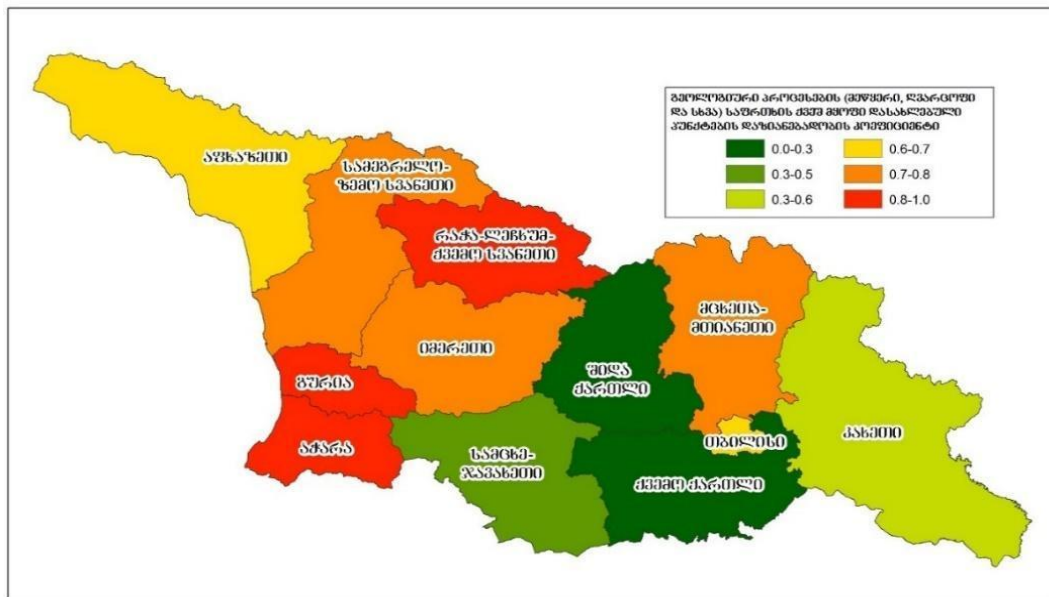 გეოლოგიური პროცესების (მეწყერი, ღვარცოფი
და სხვა) საფრთხის ქვეშ მყოფი დასახლებული
პუნქტების დაზიანებადობის კოეფიციენტი
0.0-0.3
0.6-0.7
0.3-0.5
0.7-0.8
0.3-0.6
0.8-1.0
აფხაზეთი
სამეგრელო-
ზემო სვანეთი
რაჭა-ლეჩხუმ-
ქვემო სვანეთი
მცხეთა-
მთიანეთი
იმერეთი
შიდა
ქართლი
გურია
აჭარა
სამცხე-
ჯავახეთი
თბილისი
კახეთი
ქვემო ქართლი